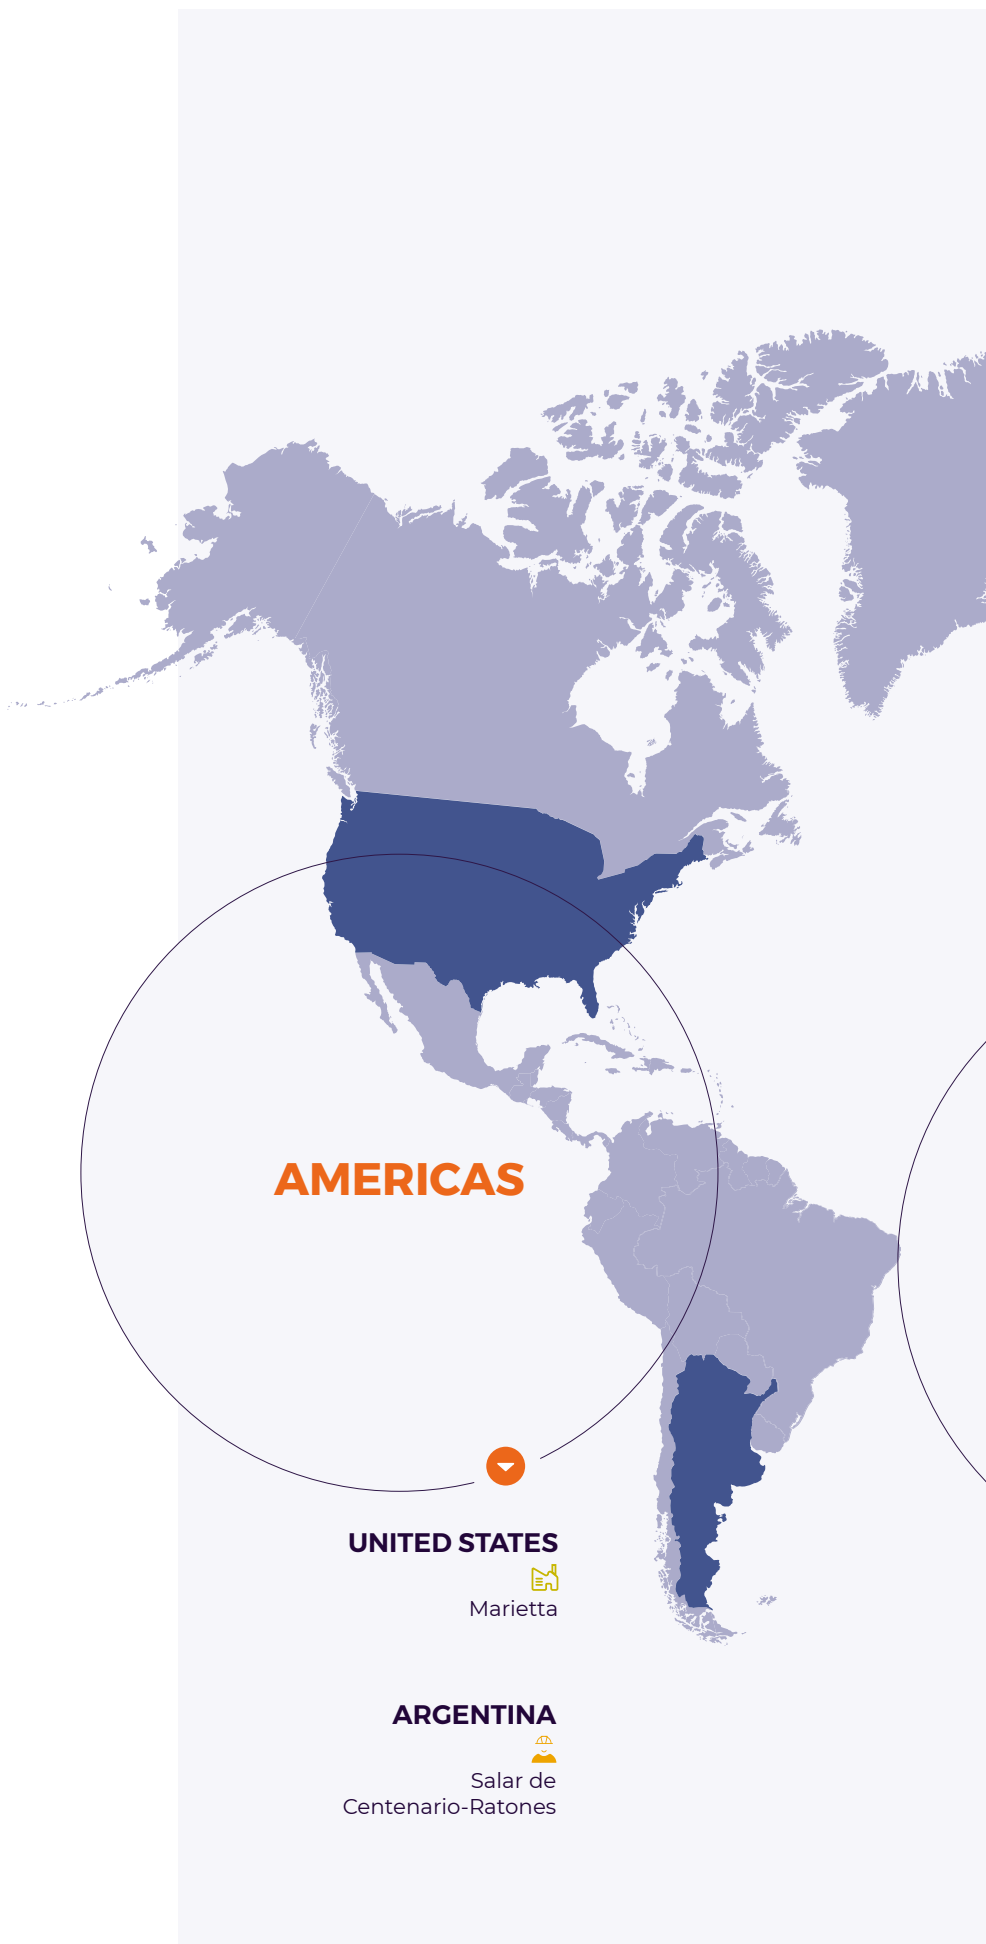 AMERICAS
UNITED STATES
Marietta
ARGENTINA
Salar de
Centenario-Ratones